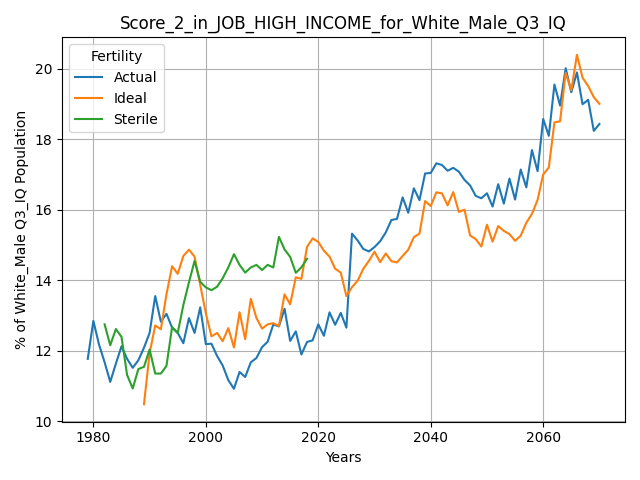 Score_2_in_JOB_HIGH_INCOME_for_White_Male_Q3_IQ
Fertility
Actual
Ideal
Sterile
% of White_Male Q3_IQ Population
20
18
16
14
12
10
1980
2000
2020
2040
2060
Years